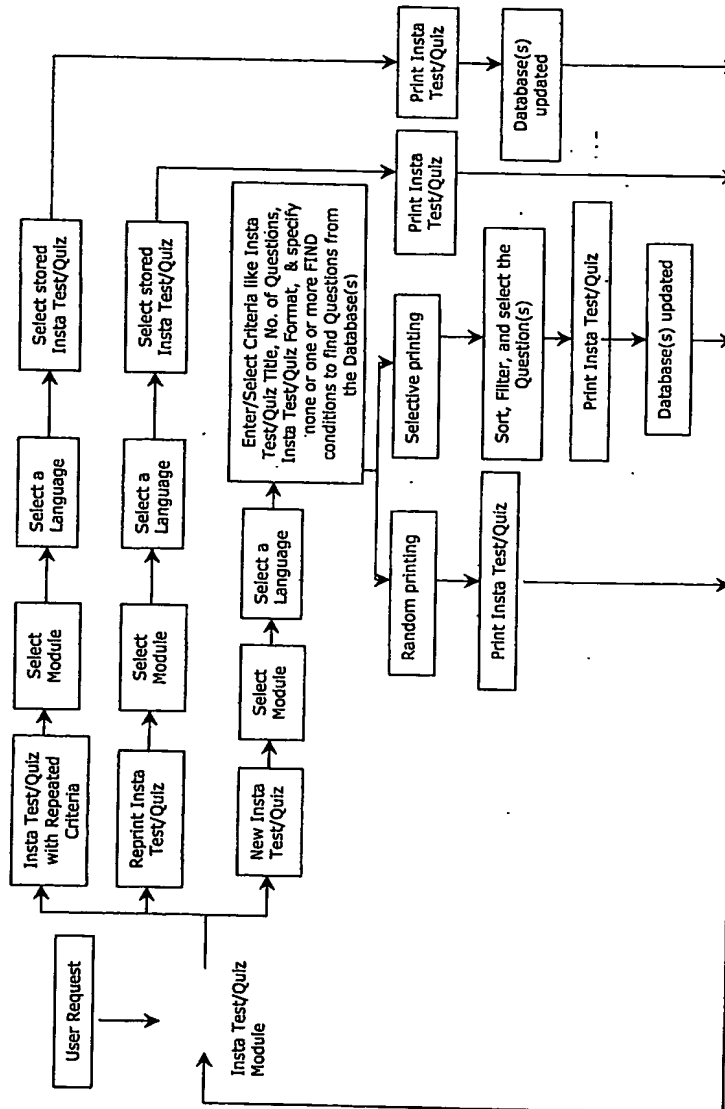 User Request
Insta Test/Quiz
Module
Insta Test/Quiz
with Repeated
Criteria
Select
Module
Select a
Language
Select stored
Insta Test/Quiz
Print Insta
Test/Quiz
Database(s)
updated
Reprint Insta
Test/Quiz
Select
Module
Select a
Language
Select stored
Insta Test/Quiz
Print Insta
Test/Quiz
New Insta
Test/Quiz
Select
Module
Select a
Language
Enter/Select Criteria like Insta
Test/Quiz Title, No. of Questions,
Insta Test/Quiz Format, & specify
none or one or more FIND
conditions to find Questions from
the Database(s)
Random printing
Print Insta Test/Quiz
Selective printing
Sort, Filter, and select the
Question(s)
Print Insta Test/Quiz
Database(s) updated